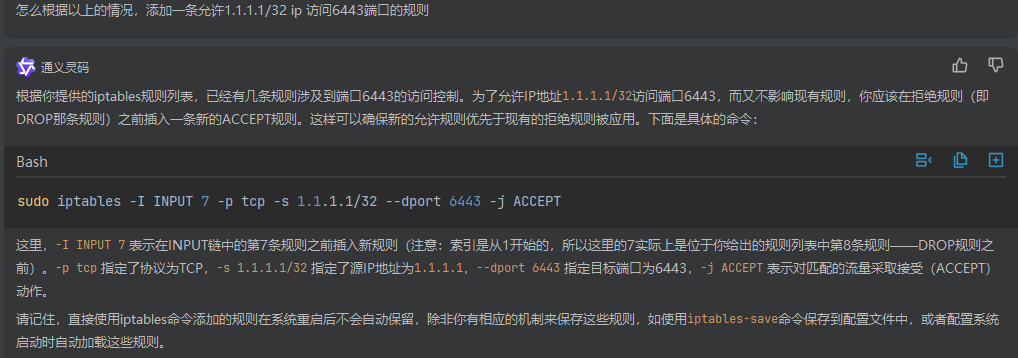 怎么根据以上的情况，添加一条允许1.1.1.1/32 ip 访问6443端口的规则
通义灵码
根据你提供的iptables规则列表，已经有几条规则涉及到端口6443的访问控制。为了允许IP地址1.1.1.1/32访问端口6443，而又不影响现有规则，你应该在拒绝规则（即
DROP那条规则）之前插入一条新的ACCEPT规则。这样可以确保新的允许规则优先于现有的拒绝规则被应用。下面是具体的命令：
Bash
sudo iptables -I INPUT 7 -p tcp -s 1.1.1.1/32 --dport 6443 -j ACCEPT
这里，-I INPUT 7 表示在INPUT链中的第7条规则之前插入新规则（注意：索引是从1开始的，所以这里的7实际上是位于你给出的规则列表中第8条规则——DROP规则之
前）。-p tcp 指定了协议为TCP，-s 1.1.1.1/32 指定了源IP地址为1.1.1.1，--dport 6443 指定目标端口为6443，-j ACCEPT 表示对匹配的流量采取接受（ACCEPT）
动作。
请记住，直接使用iptables命令添加的规则在系统重启后不会自动保留，除非你有相应的机制来保存这些规则，如使用iptables-save命令保存到配置文件中，或者配置系统
启动时自动加载这些规则。